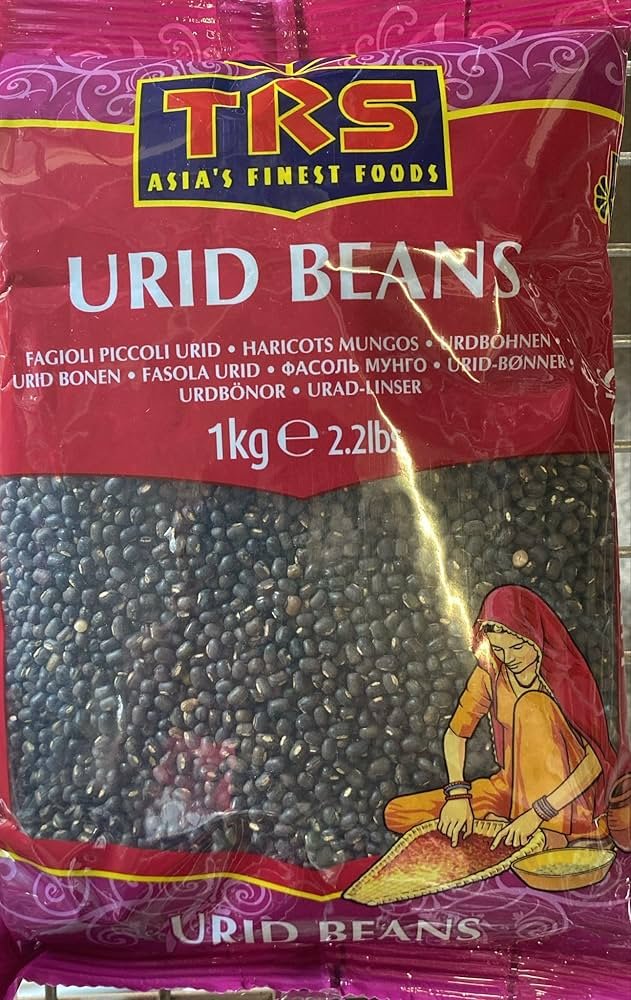 TRS
ASIA'S FINEST FOODS
URID BEANS
FAGIOLI PICCOLI URID • HARICOTS MUNGOS • URDBOHNEN •
URID BONEN • FASOLA URID • ФАСОЛЬ МУНГО • URID-BØNNER •
URDBÖNOR • URAD-LINSER
1kg ℮ 2.2lbs
URID BEANS